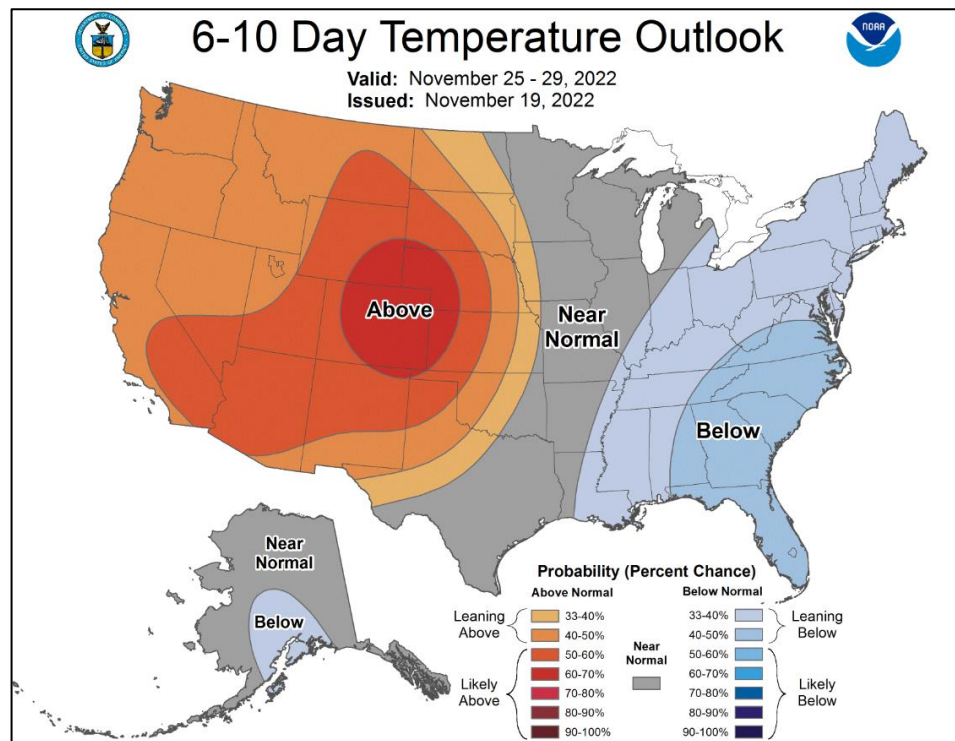 6-10 Day Temperature Outlook
Valid: November 25 - 29, 2022
Issued: November 19, 2022
NOAA
Above
Near
Normal
Below
Near
Normal
Below
Probability (Percent Chance)
Above Normal
Below Normal
Leaning
Above
33-40%
40-50%
Likely
Above
50-60%
60-70%
70-80%
80-90%
90-100%
Near
Normal
33-40%
40-50%
Leaning
Below
50-60%
60-70%
70-80%
80-90%
90-100%
Likely
Below